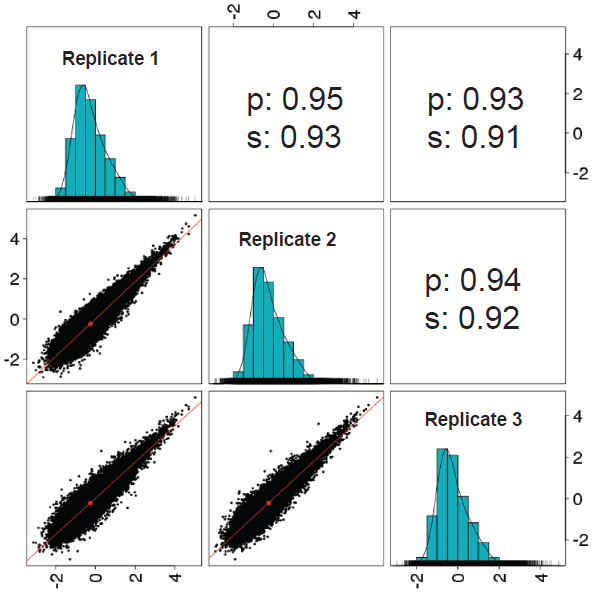 -2 0 2 4
Replicate 1
p: 0.95
s: 0.93
p: 0.93
s: 0.91
4
2
0
-2
4
2
0
-2
Replicate 2
p: 0.94
s: 0.92
Replicate 3
4
2
0
-2
-2 0 2 4
-2 0 2 4